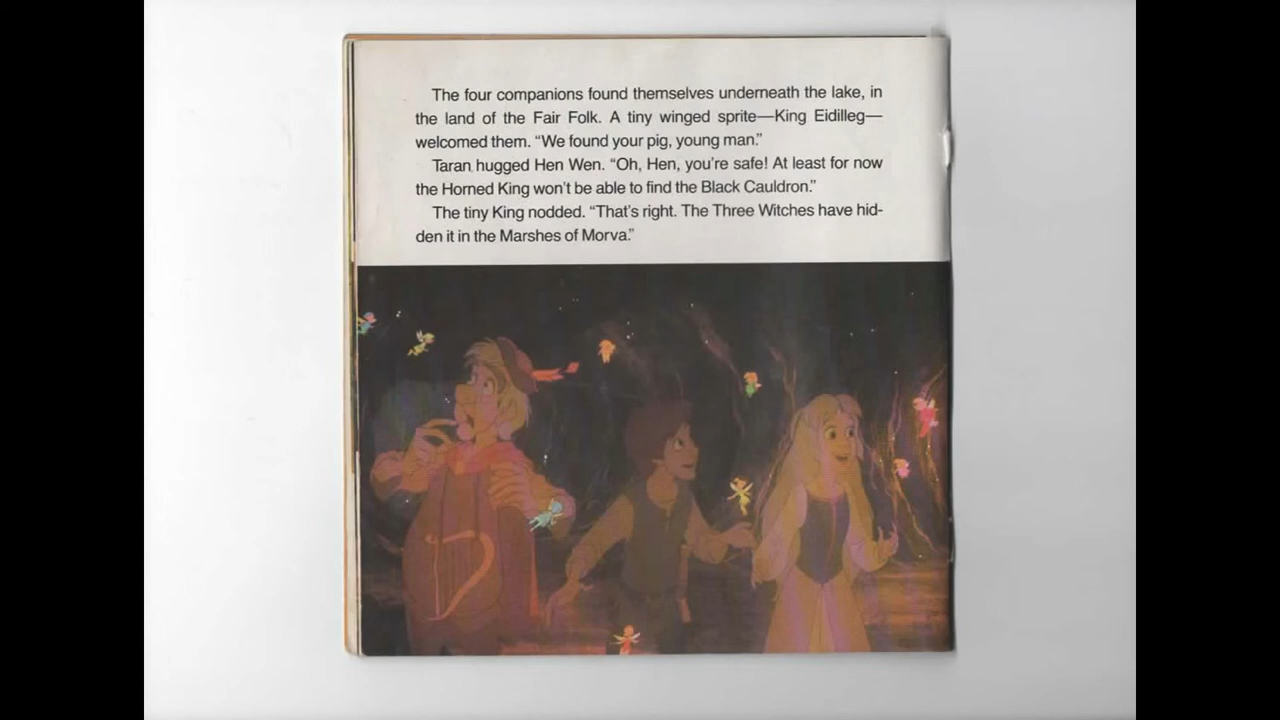 The four companions found themselves underneath the lake, in
the land of the Fair Folk. A tiny winged sprite—King Eidilleg—
welcomed them. “We found your pig, young man.”
Taran hugged Hen Wen. “Oh, Hen, you’re safe! At least for now
the Horned King won’t be able to find the Black Cauldron.”
The tiny King nodded. “That’s right. The Three Witches have hid-
den it in the Marshes of Morva.”